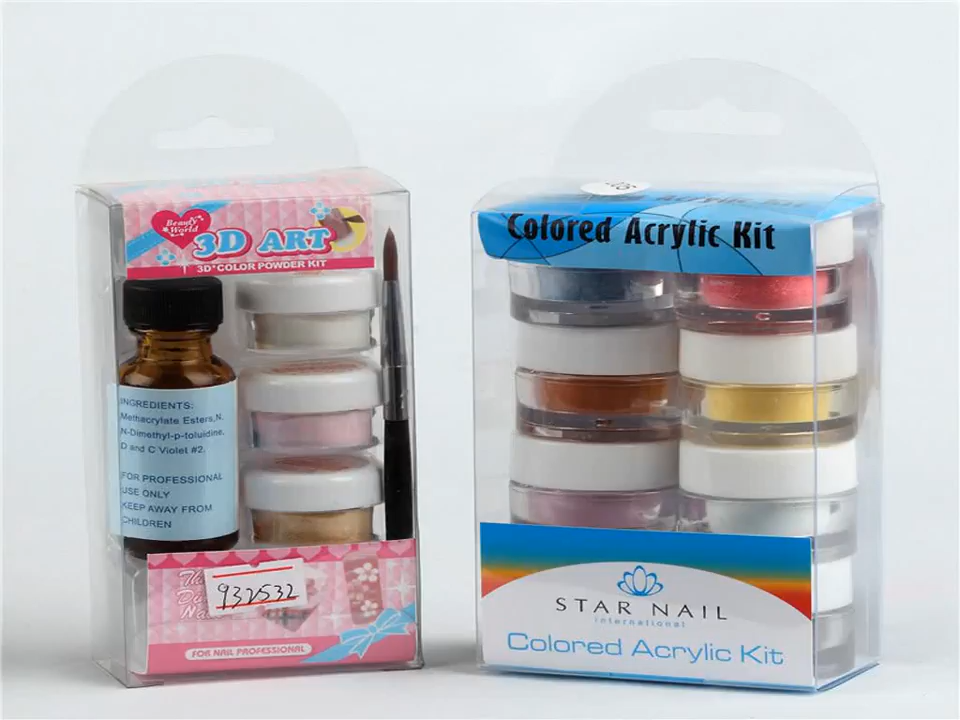 Beauty
World
3D ART
3D*COLOR POWDER KIT
INGREDIENTS:
Methacrylate Esters,N,
N-Dimethyl-p-toluidine,
D and C Violet #2.
FOR PROFESSIONAL
USE ONLY
KEEP AWAY FROM
CHILDREN
932532
FOR NAIL PROFESSIONAL
Colored Acrylic Kit
STAR NAIL
international
Colored Acrylic Kit